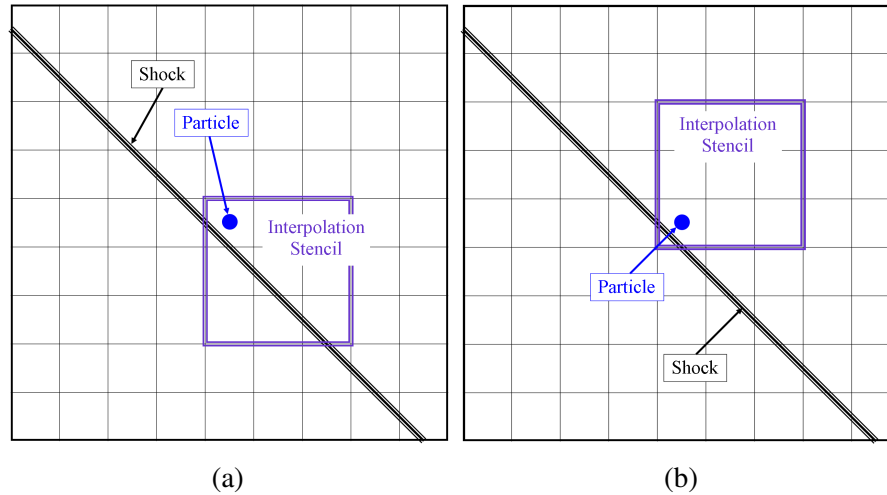 Shock
Particle
Interpolation
Stencil
(a)
Interpolation
Stencil
Particle
Shock
(b)